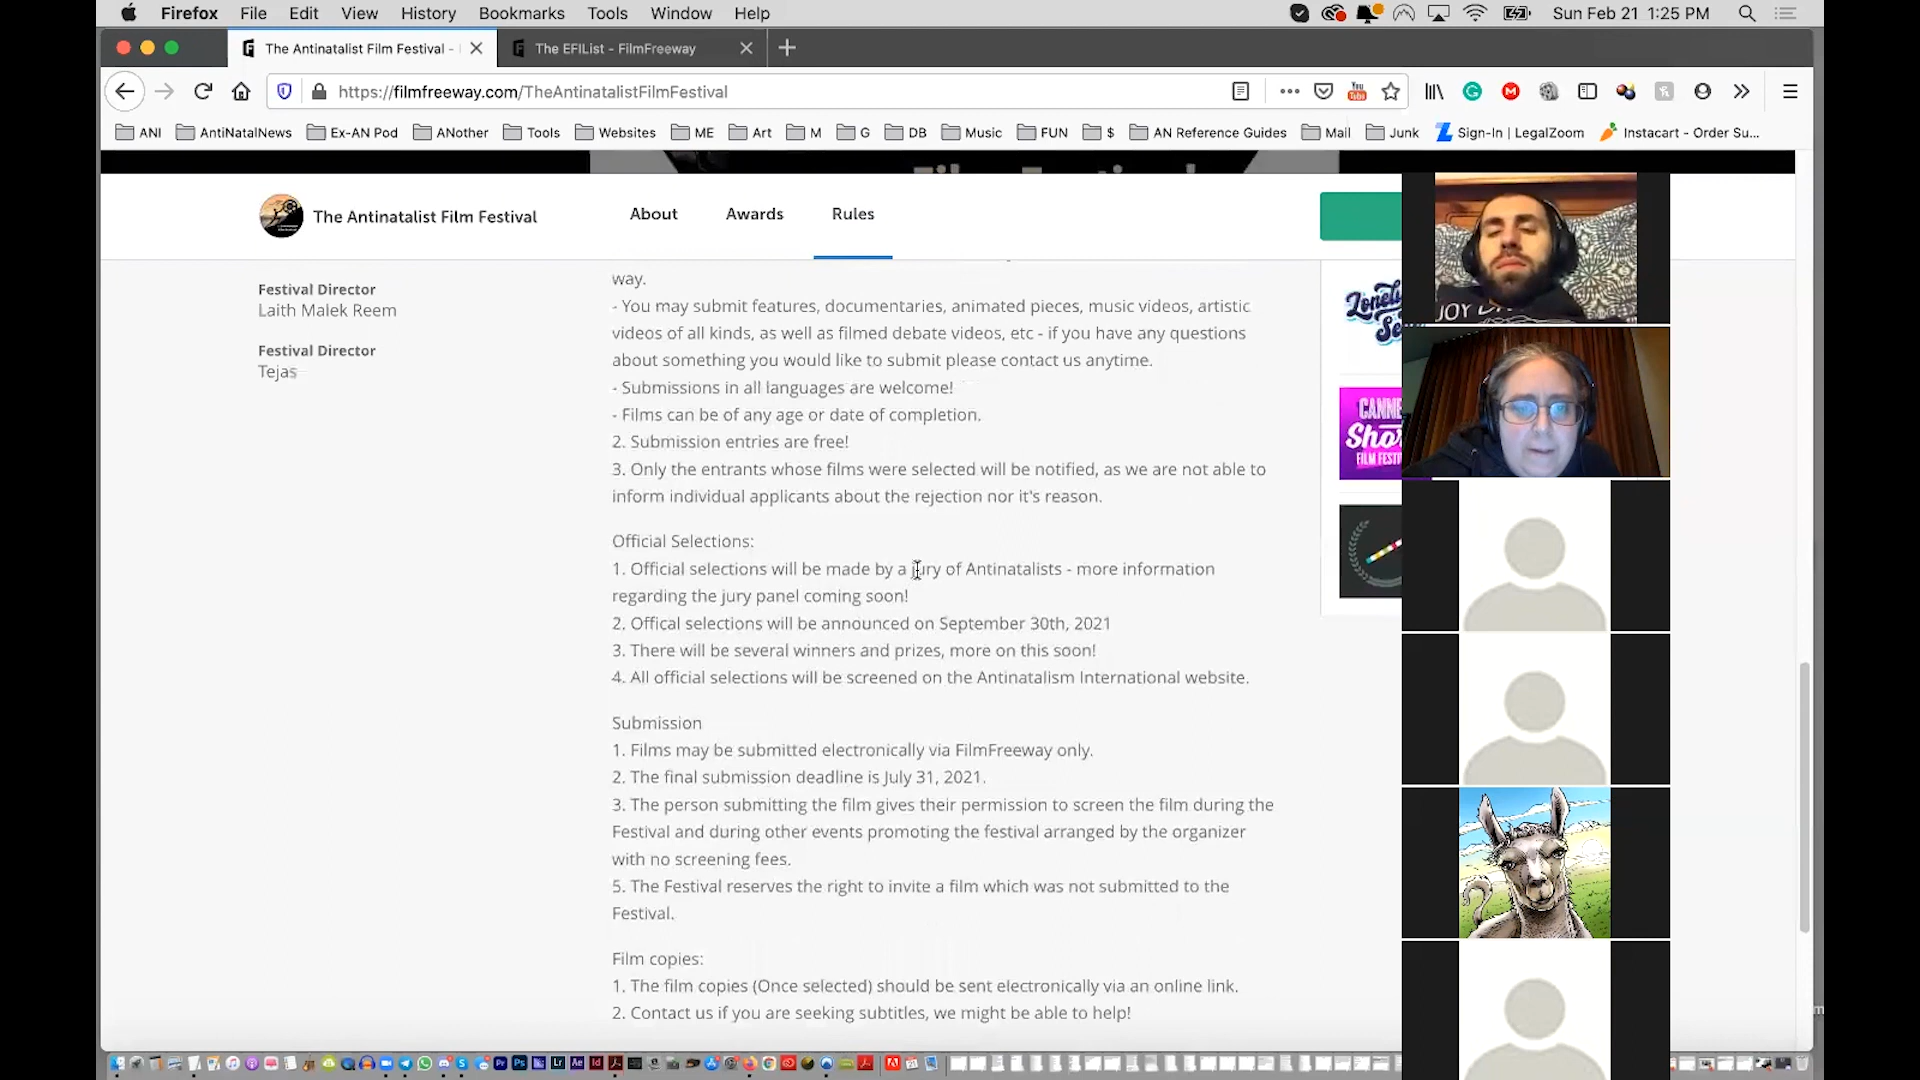 Firefox File Edit View History Bookmarks Tools Window Help Sun Feb 21 1:25 PM
The Antinatalist Film Festival - The EFIList - FilmFreeway
https://filmfreeway.com/TheAntinatalistFilmFestival
ANI AntiNatalNews Ex-AN Pod ANother Tools Websites ME Art M G DB Music FUN $ AN Reference Guides Mail Junk Sign-In | LegalZoom Instacart - Order Su...
The Antinatalist Film Festival About Awards Rules
Festival Director
Laith Malek Reem
Festival Director
Tejas
way.
- You may submit features, documentaries, animated pieces, music videos, artistic
videos of all kinds, as well as filmed debate videos, etc - if you have any questions
about something you would like to submit please contact us anytime.
- Submissions in all languages are welcome!
- Films can be of any age or date of completion.
2. Submission entries are free!
3. Only the entrants whose films were selected will be notified, as we are not able to
inform individual applicants about the rejection nor it's reason.
Official Selections:
1. Official selections will be made by a jury of Antinatalists - more information
regarding the jury panel coming soon!
2. Offical selections will be announced on September 30th, 2021
3. There will be several winners and prizes, more on this soon!
4. All official selections will be screened on the Antinatalism International website.
Submission
1. Films may be submitted electronically via FilmFreeway only.
2. The final submission deadline is July 31, 2021.
3. The person submitting the film gives their permission to screen the film during the
Festival and during other events promoting the festival arranged by the organizer
with no screening fees.
5. The Festival reserves the right to invite a film which was not submitted to the
Festival.
Film copies:
1. The film copies (Once selected) should be sent electronically via an online link.
2. Contact us if you are seeking subtitles, we might be able to help!